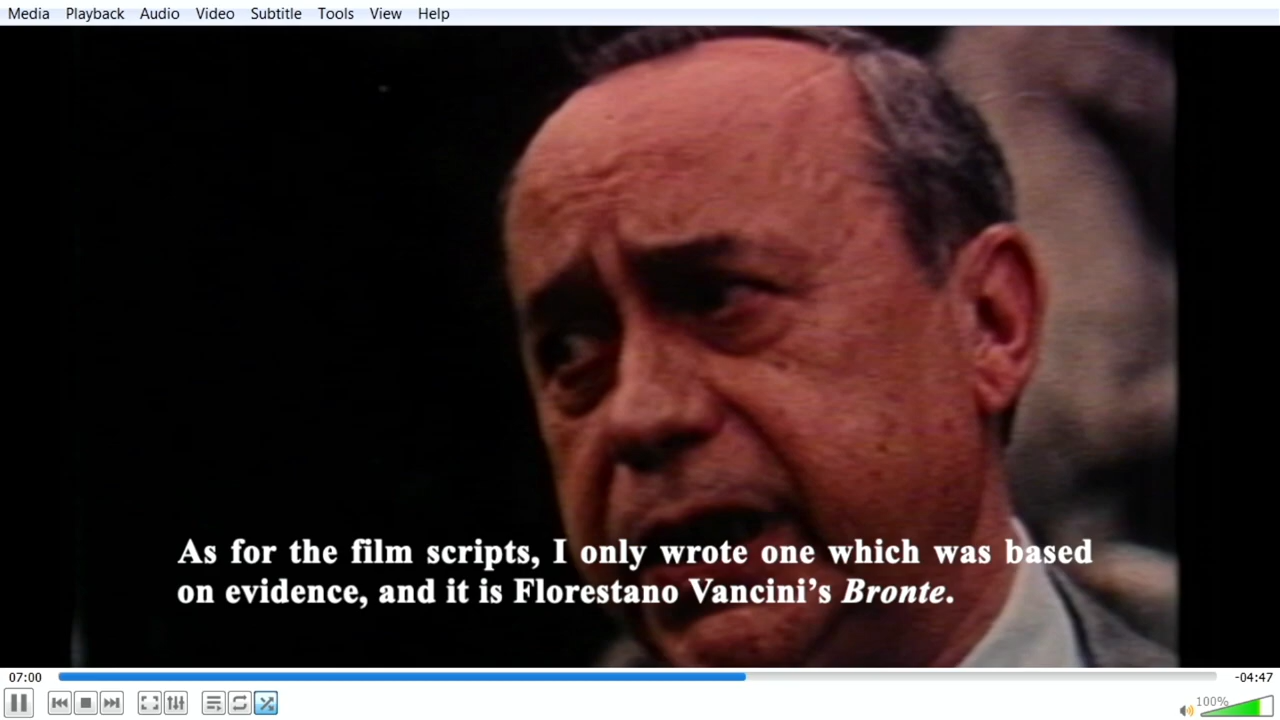 Media Playback Audio Video Subtitle Tools View Help
As for the film scripts, I only wrote one which was based
on evidence, and it is Florestano Vancini’s Bronte.
07:00 -04:47
100%